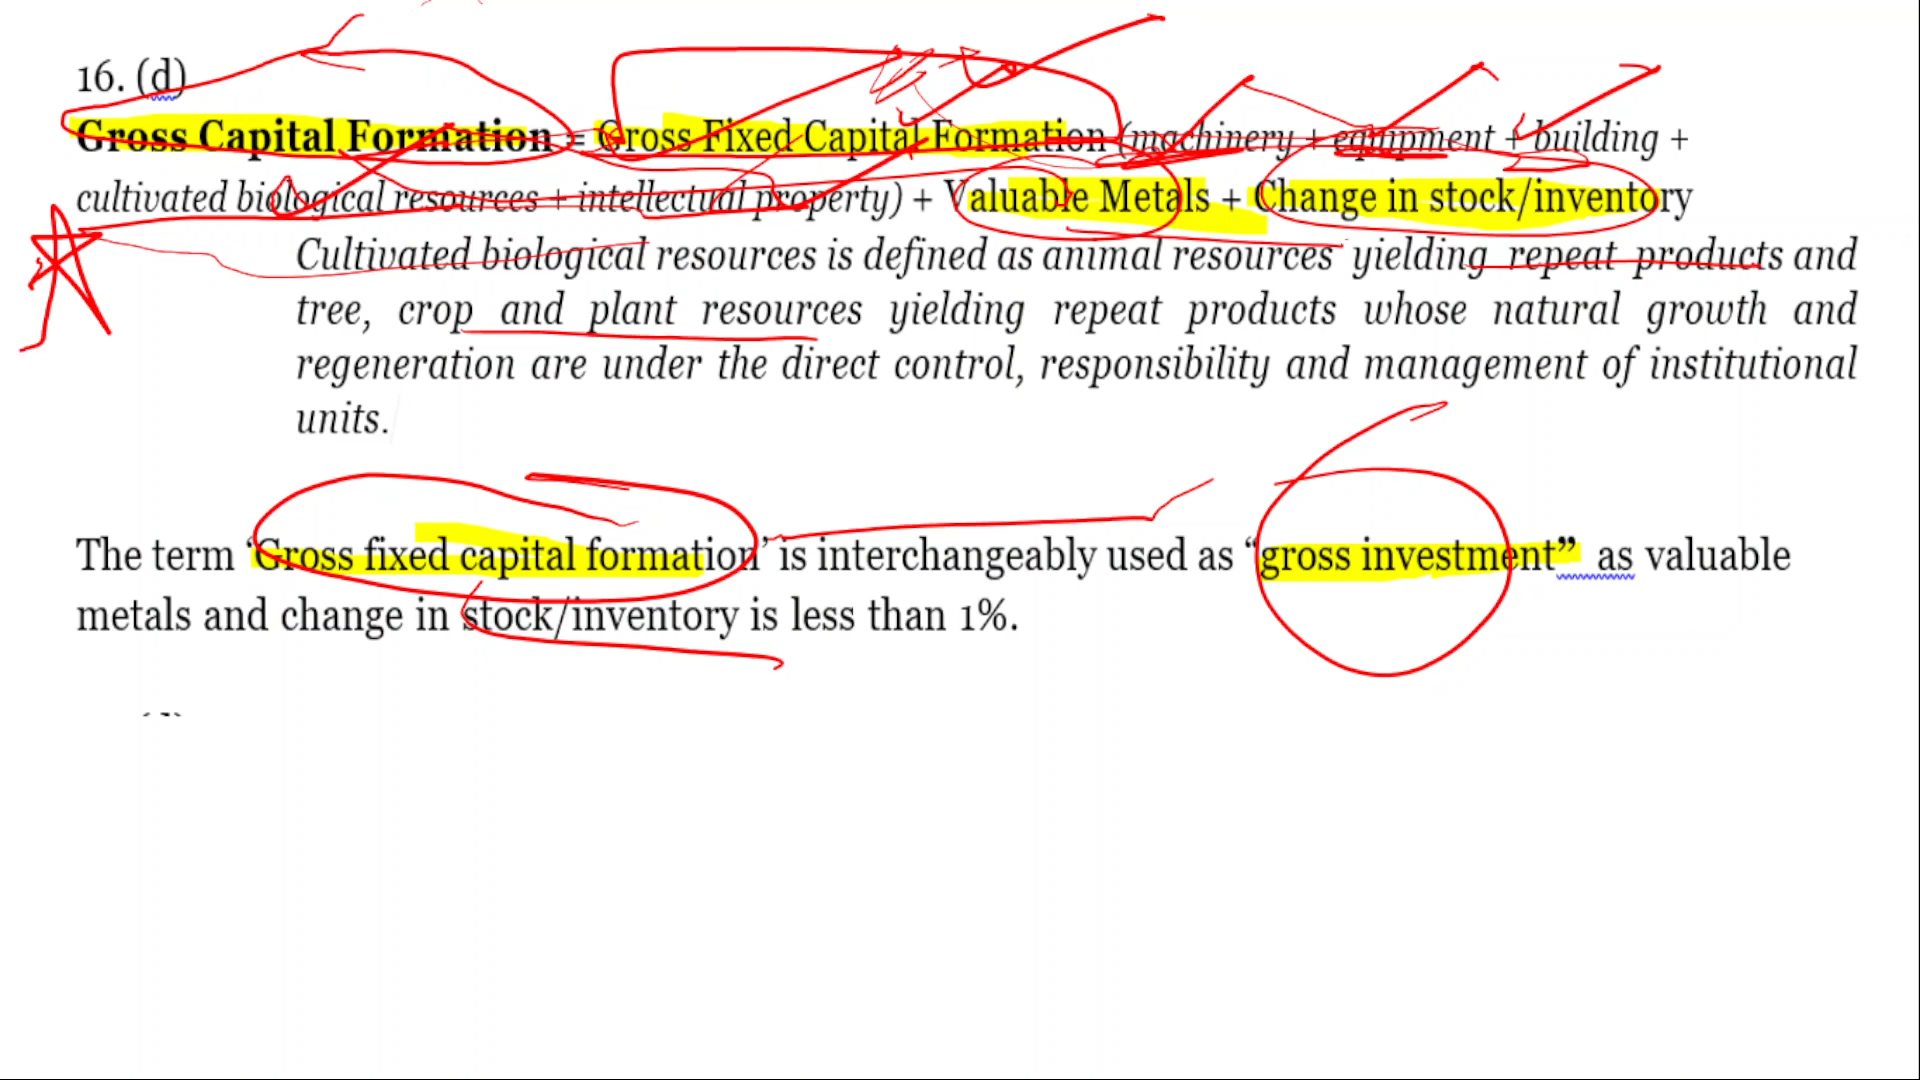 16. (d)
Gross Capital Formation = Gross Fixed Capital Formation (machinery + equipment + building +
cultivated biological resources + intellectual property) + Valuable Metals + Change in stock/inventory
Cultivated biological resources is defined as animal resources yielding repeat products and
tree, crop and plant resources yielding repeat products whose natural growth and
regeneration are under the direct control, responsibility and management of institutional
units.
The term ‘Gross fixed capital formation’ is interchangeably used as “gross investment” as valuable
metals and change in stock/inventory is less than 1%.